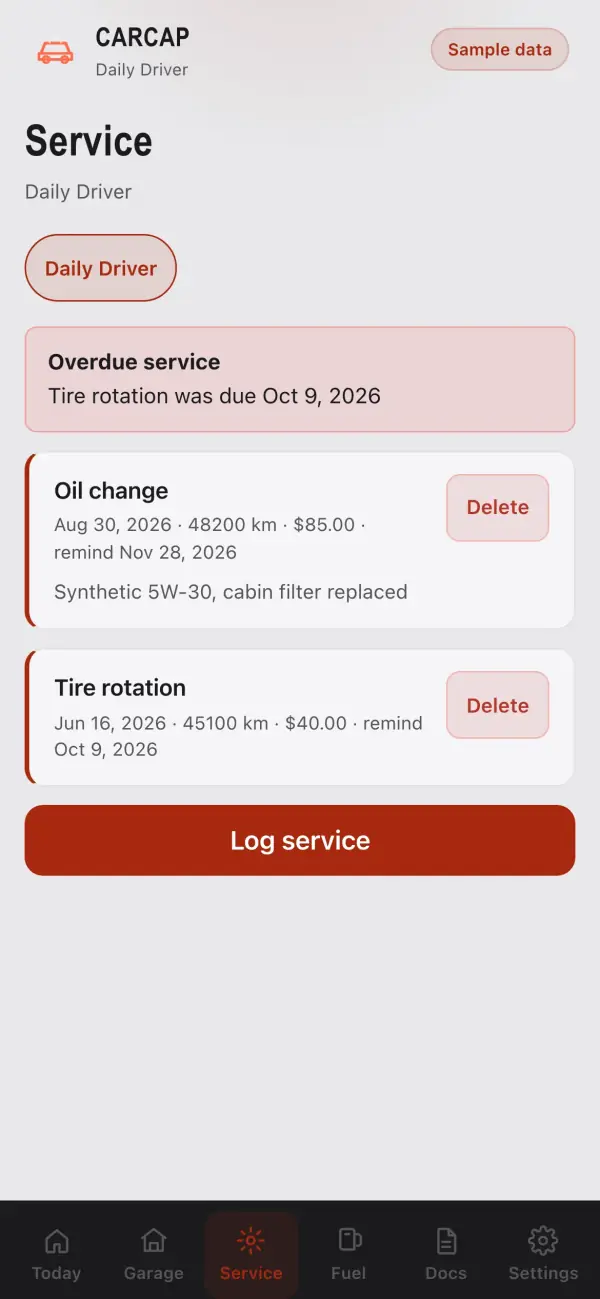 CARCAP
Daily Driver
Sample data
Service
Daily Driver
Daily Driver
Overdue service
Tire rotation was due Oct 9, 2026
Oil change
Aug 30, 2026 · 48200 km · $85.00 ·
remind Nov 28, 2026
Synthetic 5W-30, cabin filter replaced
Delete
Tire rotation
Jun 16, 2026 · 45100 km · $40.00 · remind
Oct 9, 2026
Delete
Log service
Today
Garage
Service
Fuel
Docs
Settings